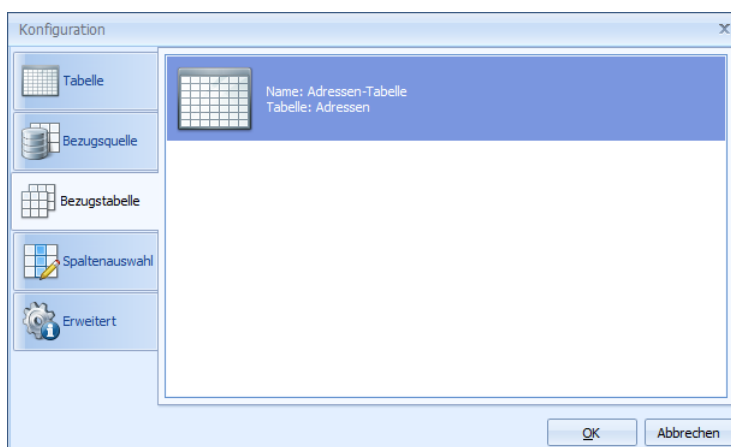 Konfiguration
x
Tabelle
Bezugsquelle
Bezugstabelle
Spaltenauswahl
Erweitert
Name: Adressen-Tabelle
Tabelle: Adressen
OK
Abbrechen